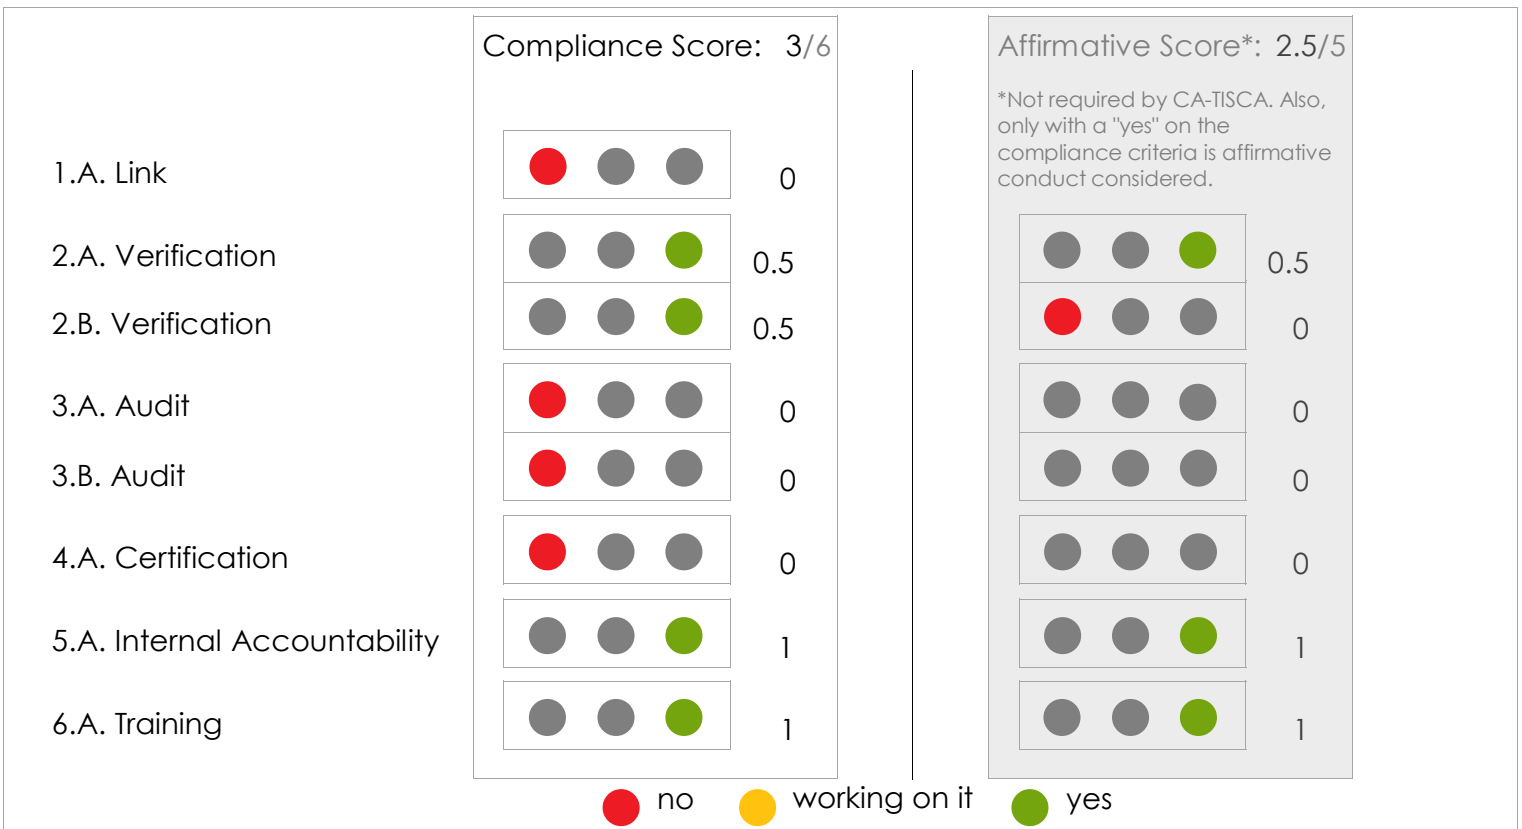 Compliance Score: 3/6
Affirmative Score*: 2.5/5
*Not required by CA-TISCA. Also,
only with a "yes" on the
compliance criteria is affirmative
conduct considered.
1.A. Link 0
2.A. Verification 0.5 0.5
2.B. Verification 0.5 0
3.A. Audit 0 0
3.B. Audit 0 0
4.A. Certification 0 0
5.A. Internal Accountability 1 1
6.A. Training 1 1
no working on it yes